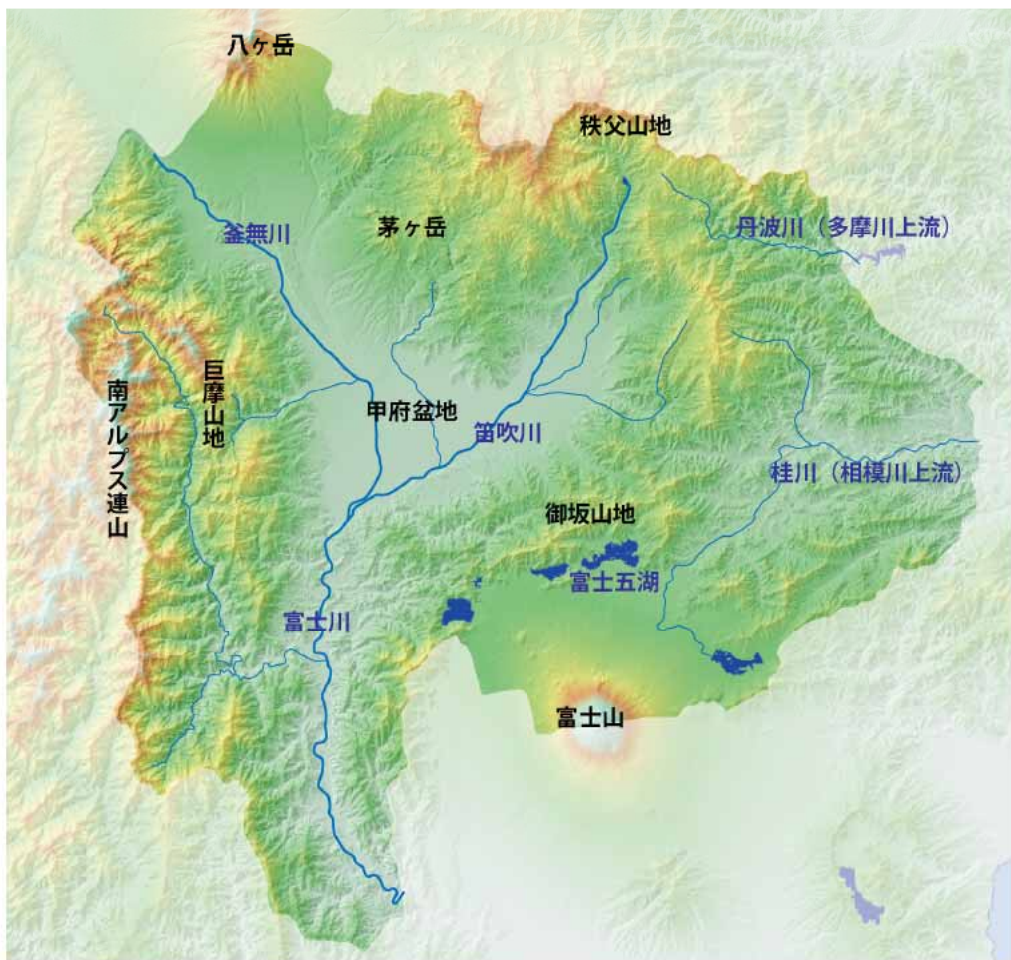 八ヶ岳
秩父山地
丹波川（多摩川上流）
茅ヶ岳
釜無川
巨摩山地
南アルプス連山
甲府盆地
笛吹川
桂川（相模川上流）
御坂山地
富士五湖
富士川
富士山